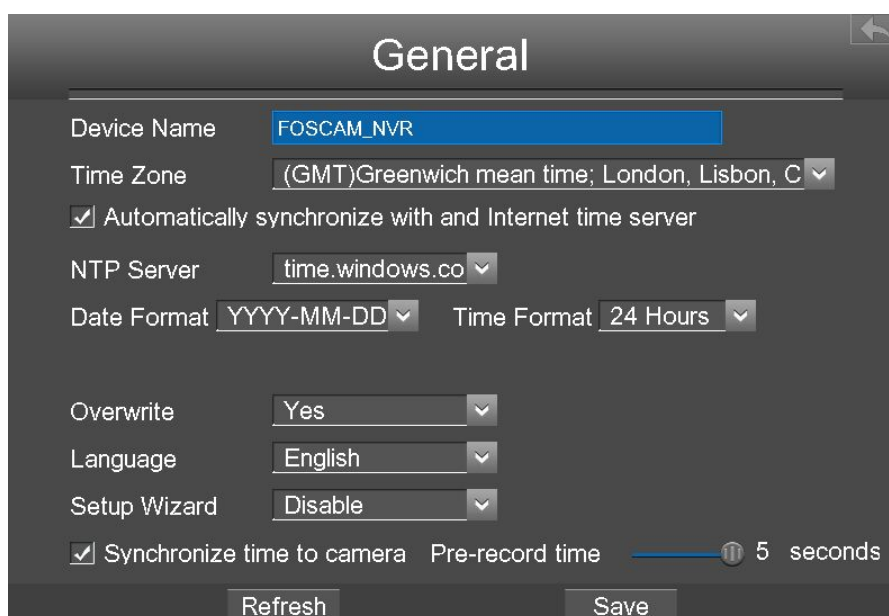 General
Device Name FOSCAM_NVR
Time Zone (GMT)Greenwich mean time; London, Lisbon, C
Automatically synchronize with and Internet time server
NTP Server time.windows.co
Date Format YYYY-MM-DD Time Format 24 Hours
Overwrite Yes
Language English
Setup Wizard Disable
Synchronize time to camera Pre-record time 5 seconds
Refresh Save